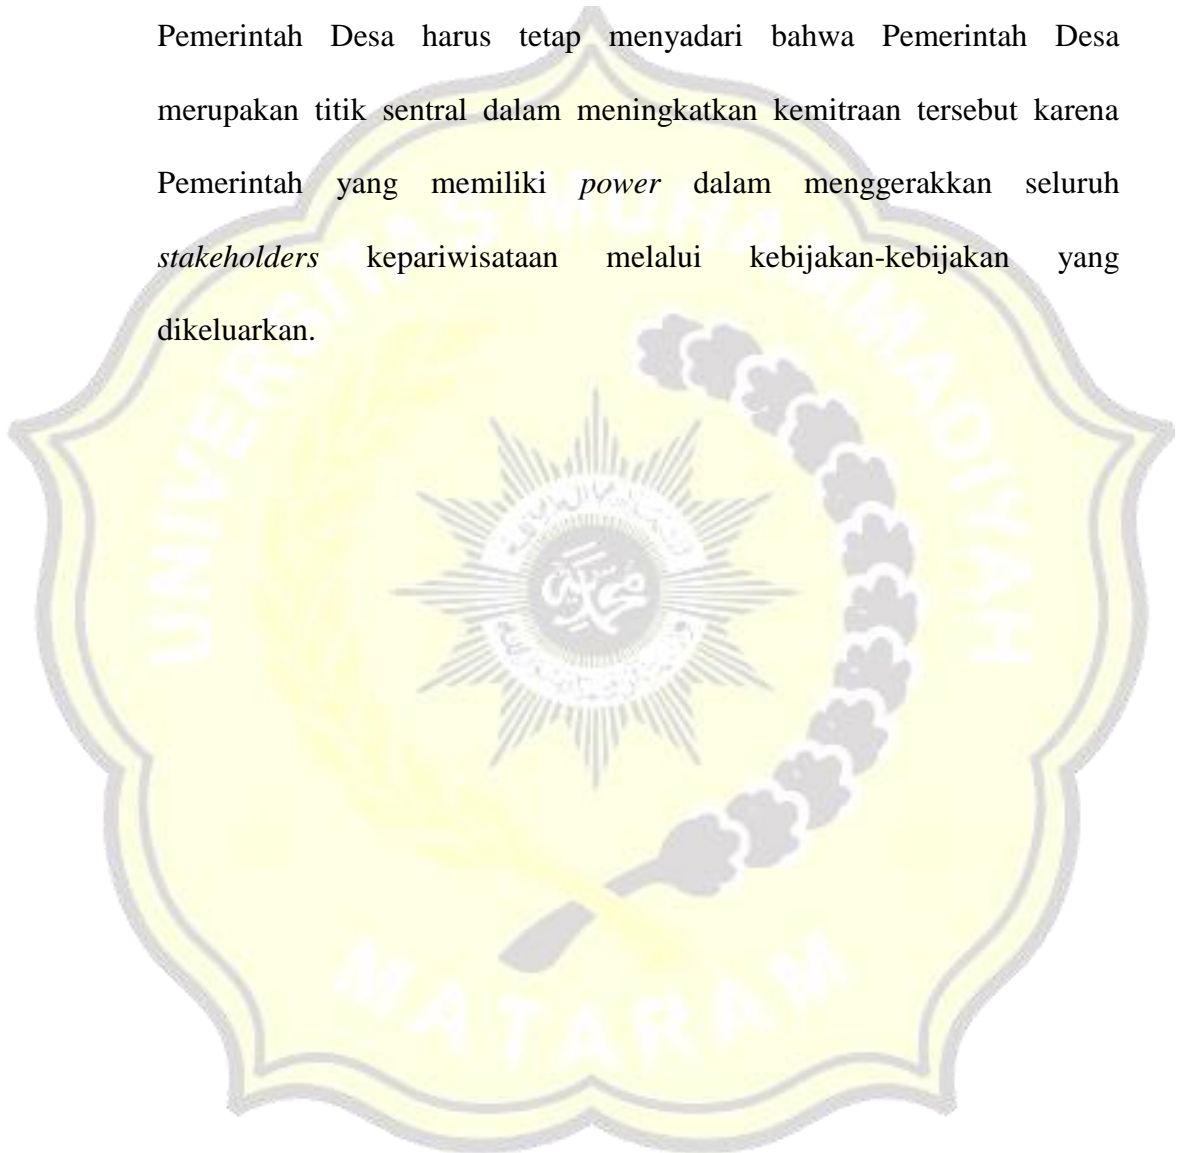 Pemerintah Desa harus tetap menyadari bahwa Pemerintah Desa
merupakan titik sentral dalam meningkatkan kemitraan tersebut karena
Pemerintah yang memiliki power dalam menggerakkan seluruh
stakeholders kepariwisataan melalui kebijakan-kebijakan yang
dikeluarkan.
UNIVERSITAS MUHAMMADIYAH
MATARAM